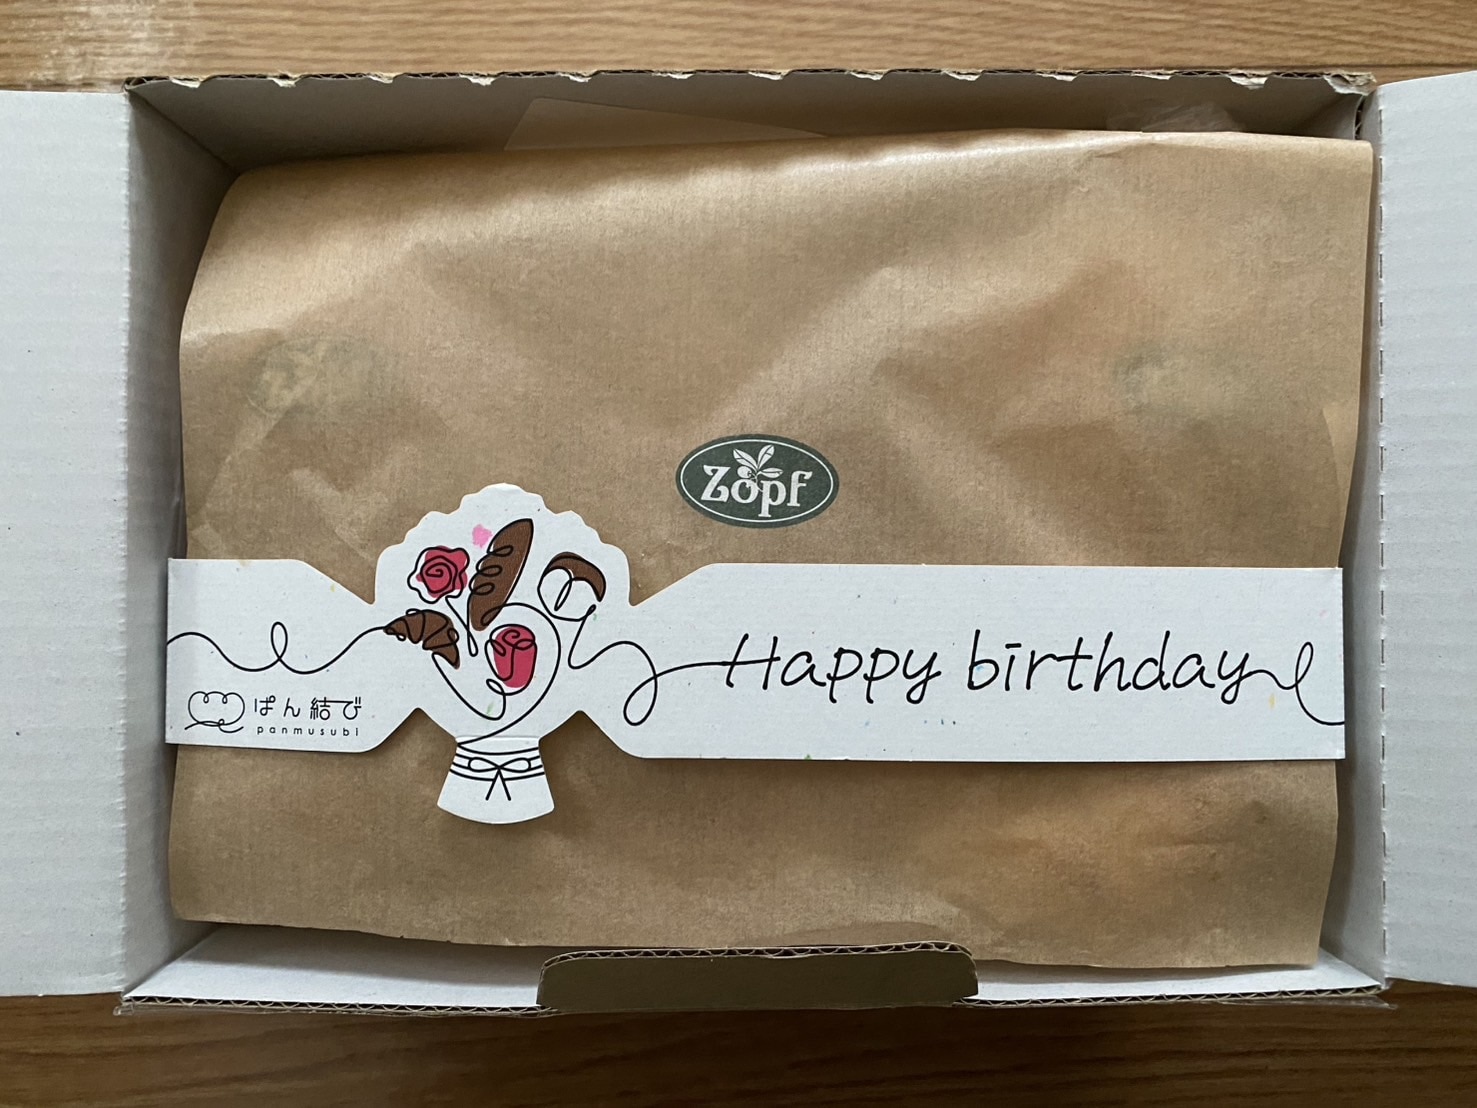 Zopf
Happy birthday
ぱん結び
panmusubi